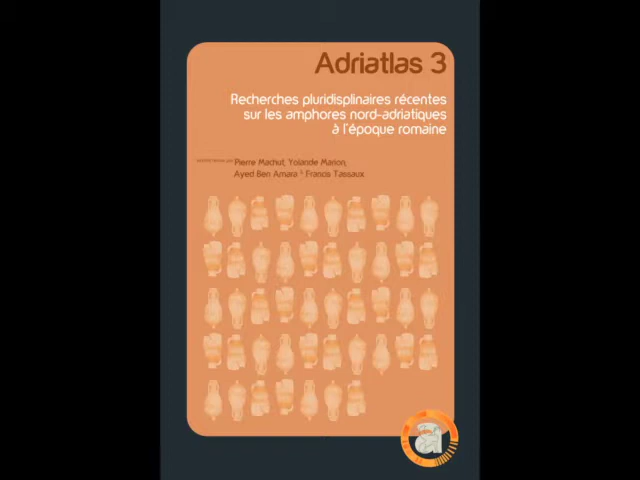 Adriatlas 3
Recherches pluridisplinaires récentes
sur les amphores nord-adriatiques
à l'époque romaine
Pierre Machut, Yolande Marion,
Ayed Ben Amara & Francis Tassaux